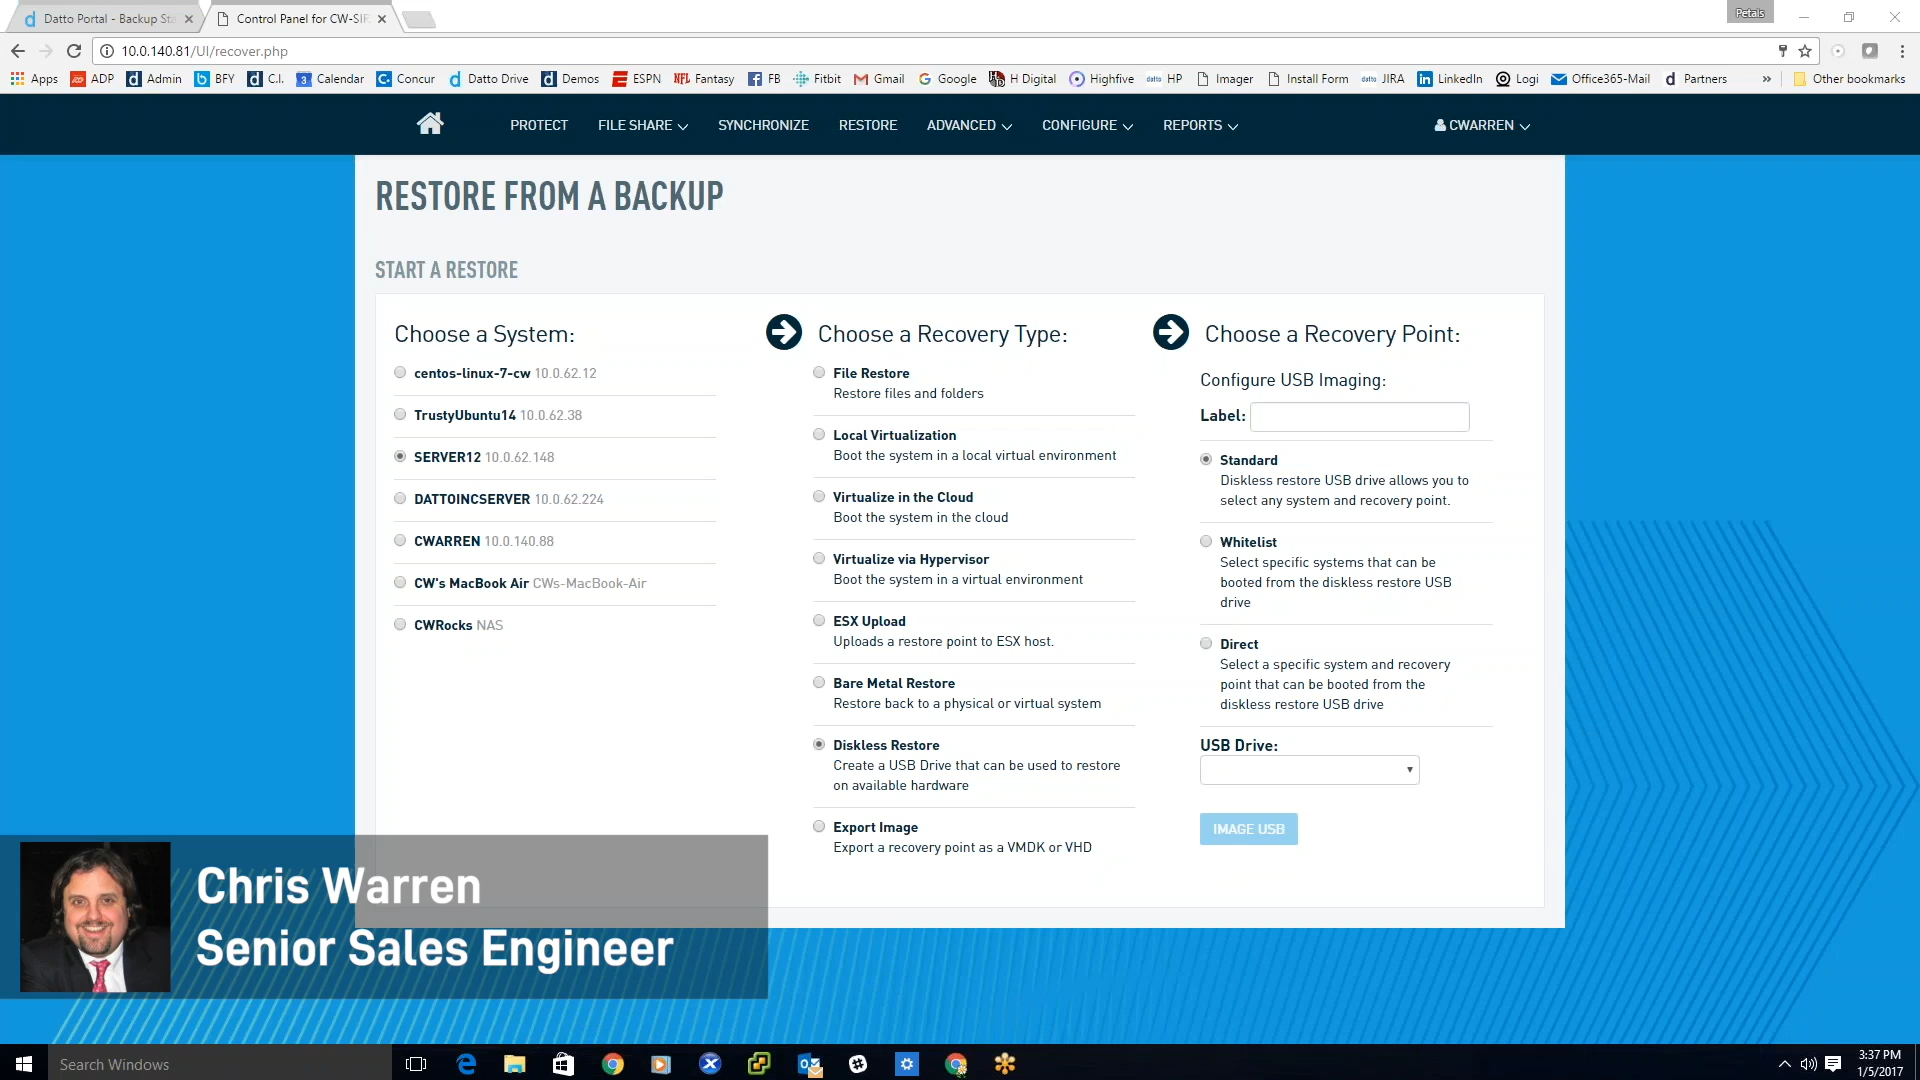 Datto Portal - Backup Sta
Control Panel for CW-SIR
Petals
10.0.140.81/UI/recover.php
Apps ADP Admin BFY C.I. Calendar Concur Datto Drive Demos ESPN Fantasy FB Fitbit Gmail Google H Digital Highfive HP Imager Install Form JIRA LinkedIn Logi Office365-Mail Partners » Other bookmarks
PROTECT FILE SHARE SYNCHRONIZE RESTORE ADVANCED CONFIGURE REPORTS CWARREN
RESTORE FROM A BACKUP
START A RESTORE
Choose a System:
centos-linux-7-cw 10.0.62.12
TrustyUbuntu14 10.0.62.38
SERVER12 10.0.62.148
DATTOINCSERVER 10.0.62.224
CWARREN 10.0.140.88
CW's MacBook Air CWs-MacBook-Air
CWRocks NAS
Choose a Recovery Type:
File Restore
Restore files and folders
Local Virtualization
Boot the system in a local virtual environment
Virtualize in the Cloud
Boot the system in the cloud
Virtualize via Hypervisor
Boot the system in a virtual environment
ESX Upload
Uploads a restore point to ESX host.
Bare Metal Restore
Restore back to a physical or virtual system
Diskless Restore
Create a USB Drive that can be used to restore
on available hardware
Export Image
Export a recovery point as a VMDK or VHD
Choose a Recovery Point:
Configure USB Imaging:
Label:
Standard
Diskless restore USB drive allows you to
select any system and recovery point.
Whitelist
Select specific systems that can be
booted from the diskless restore USB
drive
Direct
Select a specific system and recovery
point that can be booted from the
diskless restore USB drive
USB Drive:
IMAGE USB
Chris Warren
Senior Sales Engineer
Search Windows
3:37 PM
1/5/2017